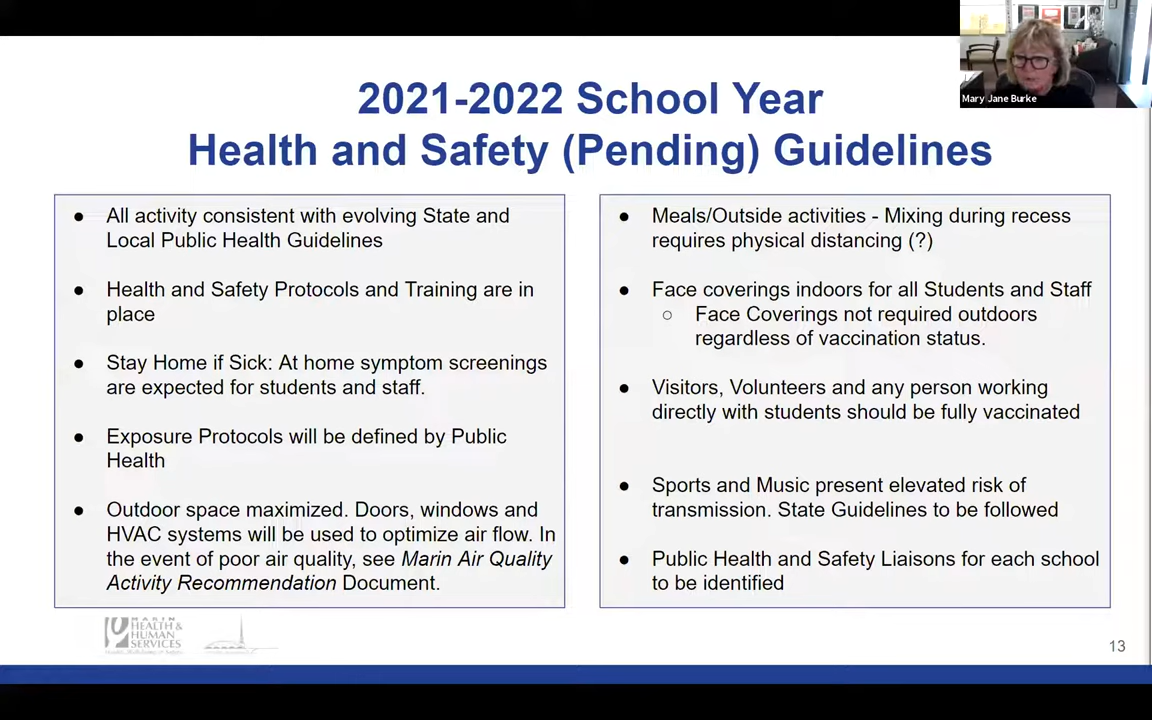 Mary Jane Burke
2021-2022 School Year
Health and Safety (Pending) Guidelines
● All activity consistent with evolving State and
Local Public Health Guidelines
● Health and Safety Protocols and Training are in
place
● Stay Home if Sick: At home symptom screenings
are expected for students and staff.
● Exposure Protocols will be defined by Public
Health
● Outdoor space maximized. Doors, windows and
HVAC systems will be used to optimize air flow. In
the event of poor air quality, see Marin Air Quality
Activity Recommendation Document.
● Meals/Outside activities - Mixing during recess
requires physical distancing (?)
● Face coverings indoors for all Students and Staff
○ Face Coverings not required outdoors
regardless of vaccination status.
● Visitors, Volunteers and any person working
directly with students should be fully vaccinated
● Sports and Music present elevated risk of
transmission. State Guidelines to be followed
● Public Health and Safety Liaisons for each school
to be identified
MARIN
HEALTH &
HUMAN
SERVICES
13